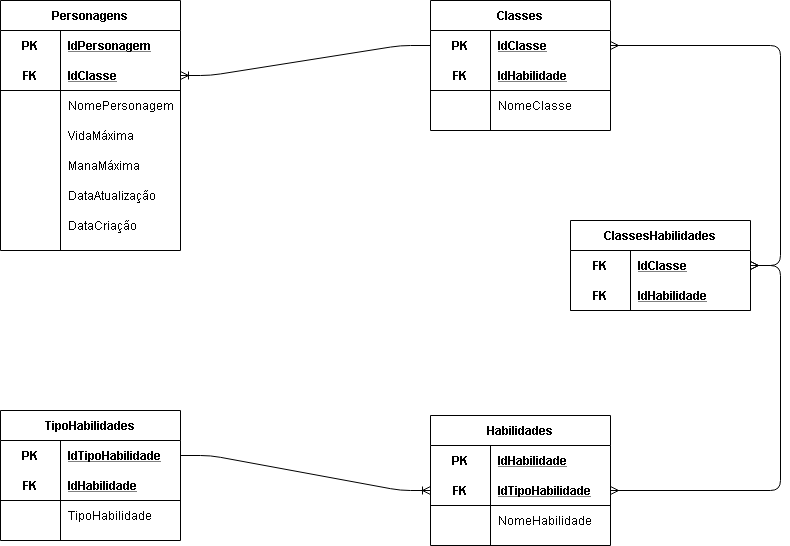 Personagens
PK IdPersonagem
FK IdClasse
NomePersonagem
VidaMáxima
ManaMáxima
DataAtualização
DataCriação
Classes
PK IdClasse
FK IdHabilidade
NomeClasse
ClassesHabilidades
FK IdClasse
FK IdHabilidade
TipoHabilidades
PK IdTipoHabilidade
FK IdHabilidade
TipoHabilidade
Habilidades
PK IdHabilidade
FK IdTipoHabilidade
NomeHabilidade